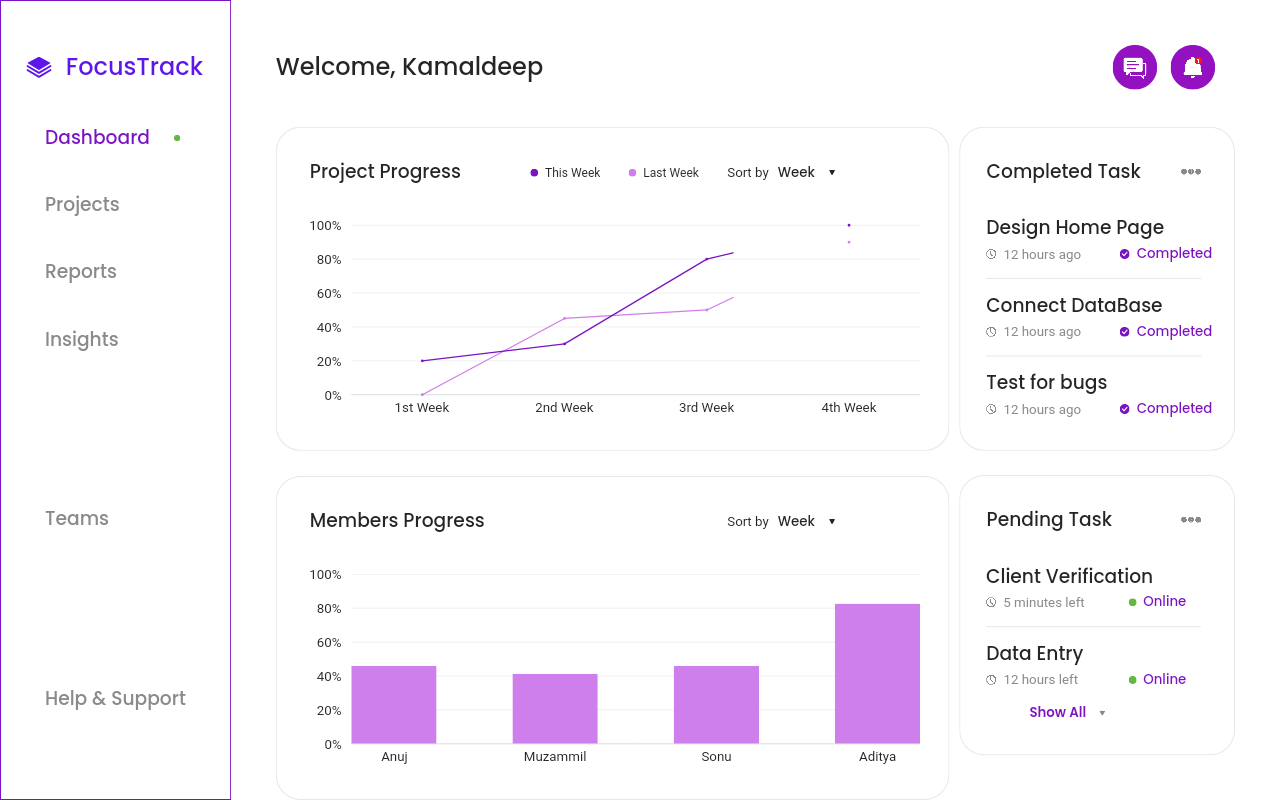 FocusTrack
Dashboard
Projects
Reports
Insights
Teams
Help & Support
Welcome, Kamaldeep
Project Progress
This Week
Last Week
Sort by Week
100%
80%
60%
40%
20%
0%
1st Week
2nd Week
3rd Week
4th Week
Completed Task
Design Home Page
12 hours ago
Completed
Connect DataBase
12 hours ago
Completed
Test for bugs
12 hours ago
Completed
Members Progress
Sort by Week
100%
80%
60%
40%
20%
0%
Anuj
Muzammil
Sonu
Aditya
Pending Task
Client Verification
5 minutes left
Online
Data Entry
12 hours left
Online
Show All